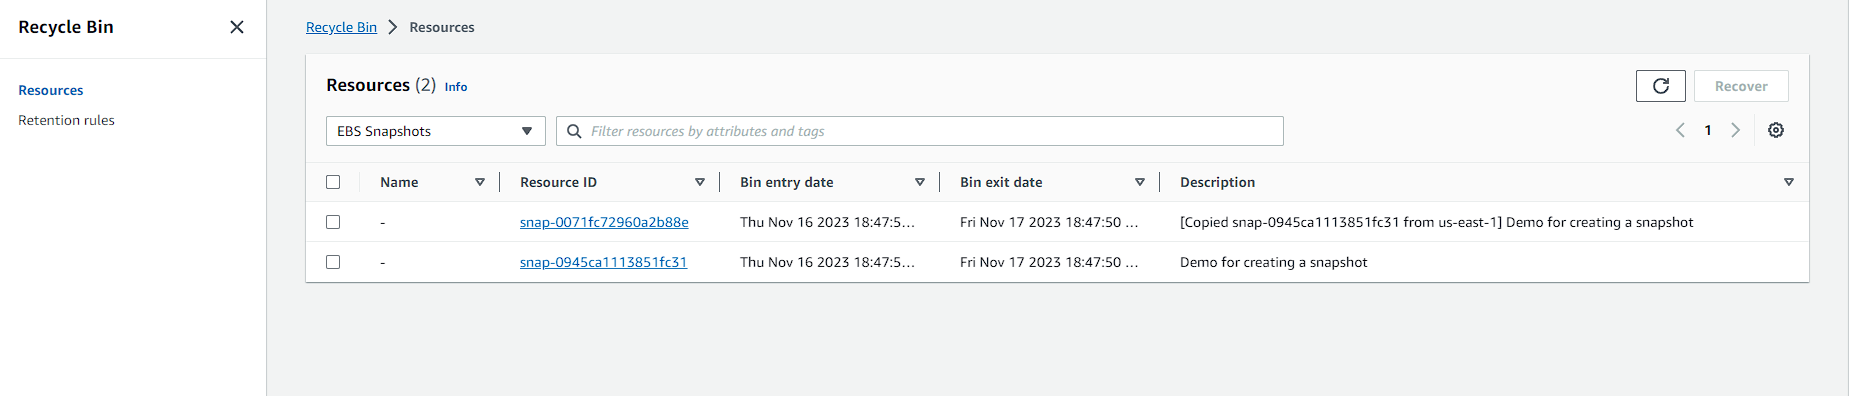 Recycle Bin
Resources
Retention rules
Recycle Bin > Resources
Resources (2) Info
Recover
EBS Snapshots
Filter resources by attributes and tags
1
Name Resource ID Bin entry date Bin exit date Description
- snap-0071fc72960a2b88e Thu Nov 16 2023 18:47:5... Fri Nov 17 2023 18:47:50 ... [Copied snap-0945ca1113851fc31 from us-east-1] Demo for creating a snapshot
- snap-0945ca1113851fc31 Thu Nov 16 2023 18:47:5... Fri Nov 17 2023 18:47:50 ... Demo for creating a snapshot